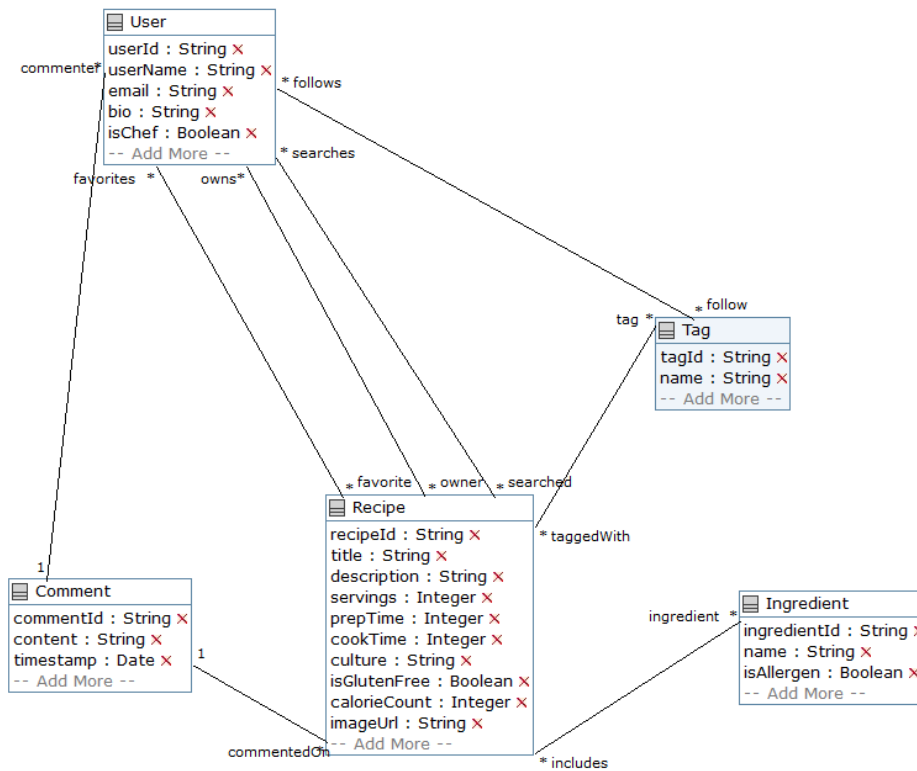 User
userId : String
userName : String
email : String
bio : String
isChef : Boolean
-- Add More --
commenter*
* follows
* searches
favorites *
owns*
* follow
tag *
Tag
tagId : String
name : String
-- Add More --
* favorite
* owner
* searched
* taggedWith
Recipe
recipeId : String
title : String
description : String
servings : Integer
prepTime : Integer
cookTime : Integer
culture : String
isGlutenFree : Boolean
calorieCount : Integer
imageUrl : String
-- Add More --
1
Comment
commentId : String
content : String
timestamp : Date
-- Add More --
1
commentedOn *
ingredient *
Ingredient
ingredientId : String
name : String
isAllergen : Boolean
-- Add More --
* includes